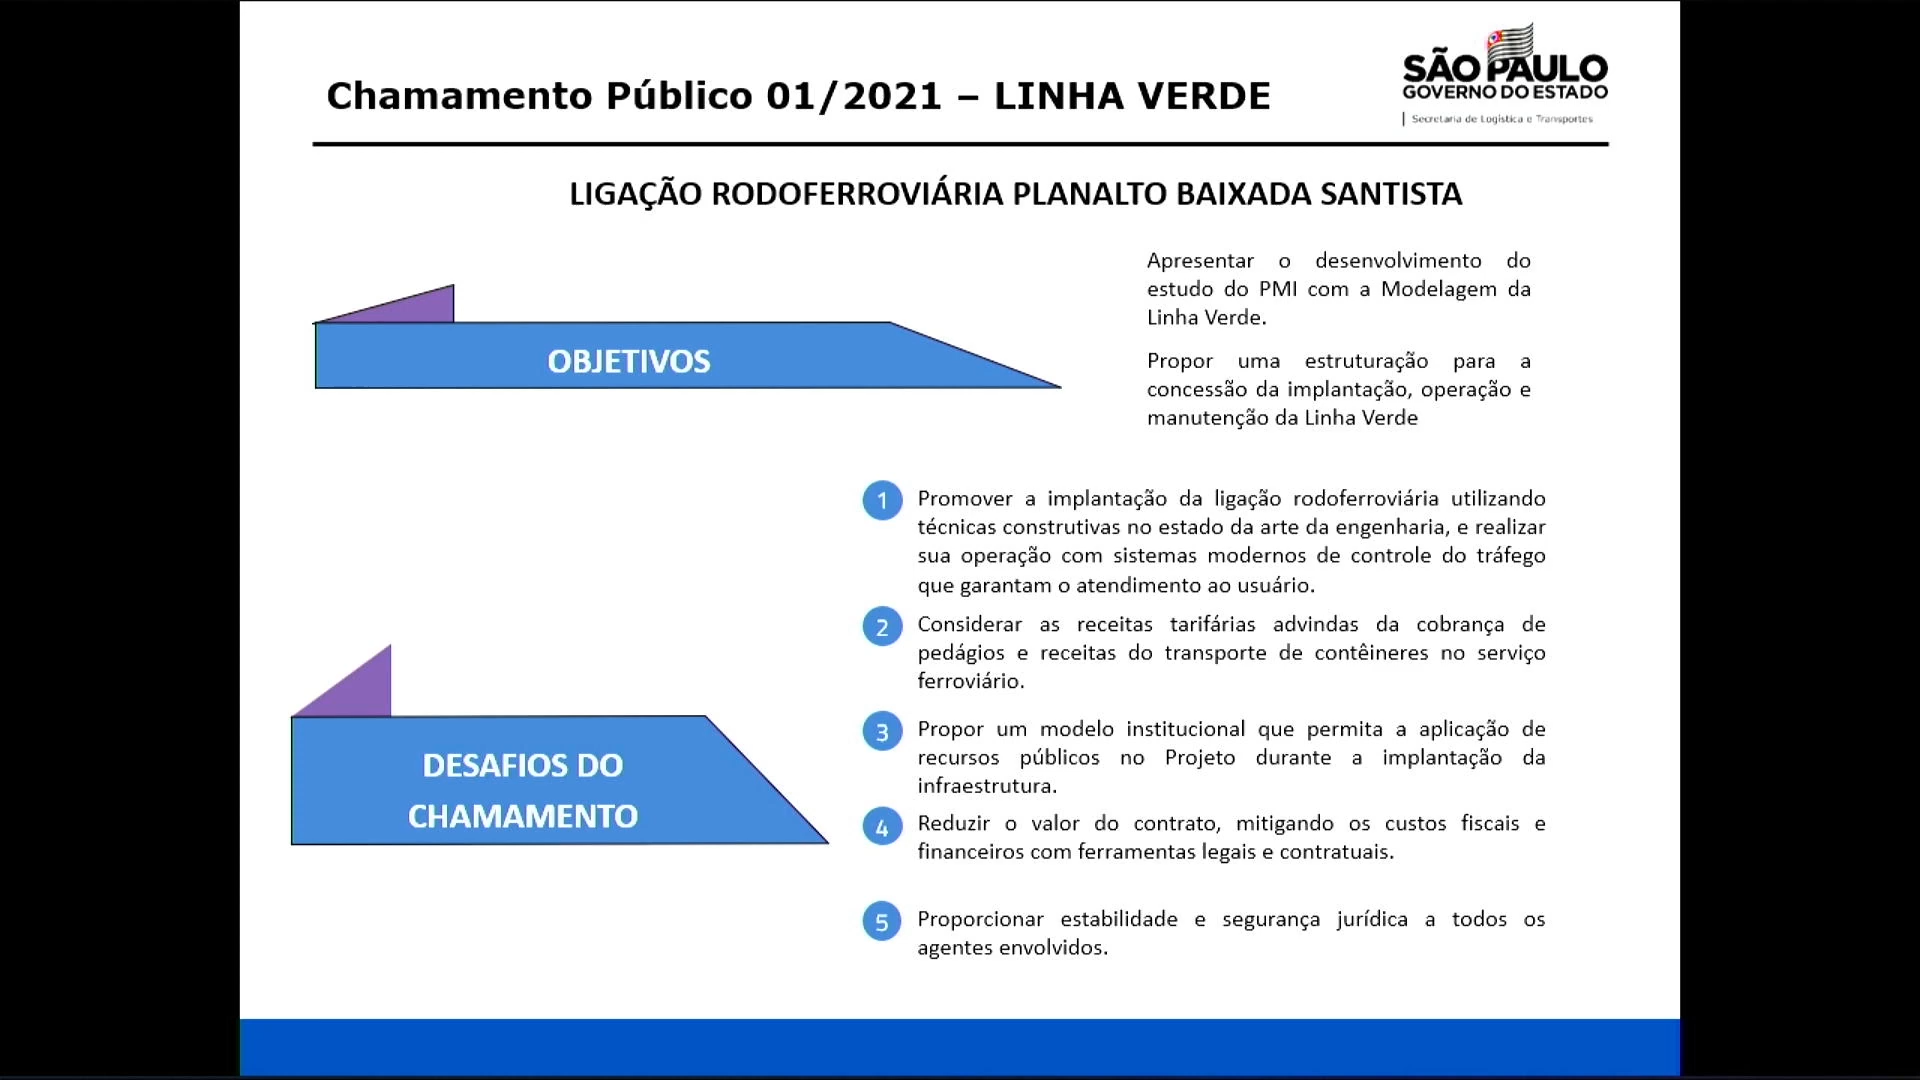 Chamamento Público 01/2021 – LINHA VERDE
SÃO PAULO
GOVERNO DO ESTADO
Secretaria de Logística e Transportes
LIGAÇÃO RODOFERROVIÁRIA PLANALTO BAIXADA SANTISTA
OBJETIVOS
Apresentar o desenvolvimento do
estudo do PMI com a Modelagem da
Linha Verde.
Propor uma estruturação para a
concessão da implantação, operação e
manutenção da Linha Verde
DESAFIOS DO
CHAMAMENTO
1 Promover a implantação da ligação rodoferroviária utilizando
técnicas construtivas no estado da arte da engenharia, e realizar
sua operação com sistemas modernos de controle do tráfego
que garantam o atendimento ao usuário.
2 Considerar as receitas tarifárias advindas da cobrança de
pedágios e receitas do transporte de contêineres no serviço
ferroviário.
3 Propor um modelo institucional que permita a aplicação de
recursos públicos no Projeto durante a implantação da
infraestrutura.
4 Reduzir o valor do contrato, mitigando os custos fiscais e
financeiros com ferramentas legais e contratuais.
5 Proporcionar estabilidade e segurança jurídica a todos os
agentes envolvidos.